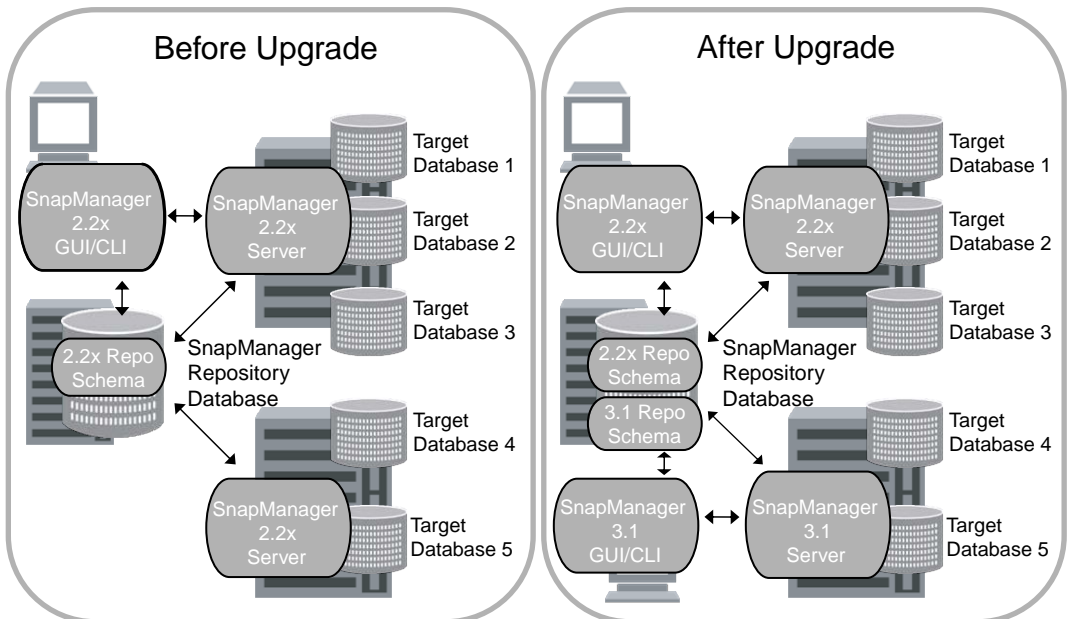 Before Upgrade
SnapManager
2.2x
GUI/CLI
SnapManager
2.2x
Server
Target
Database 1
Target
Database 2
Target
Database 3
2.2x Repo
Schema
SnapManager
Repository
Database
Target
Database 4
SnapManager
2.2x
Server
Target
Database 5
After Upgrade
SnapManager
2.2x
GUI/CLI
SnapManager
2.2x
Server
Target
Database 1
Target
Database 2
Target
Database 3
2.2x Repo
Schema
SnapManager
Repository
Database
3.1 Repo
Schema
Target
Database 4
SnapManager
3.1
GUI/CLI
SnapManager
3.1
Server
Target
Database 5